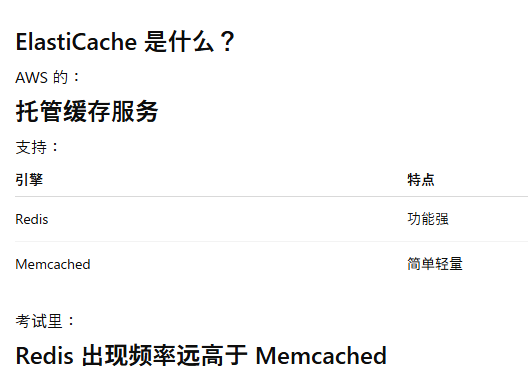 ElastiCache 是什么？
AWS 的：
托管缓存服务
支持：
引擎 特点
Redis 功能强
Memcached 简单轻量
考试里：
Redis 出现频率远高于 Memcached